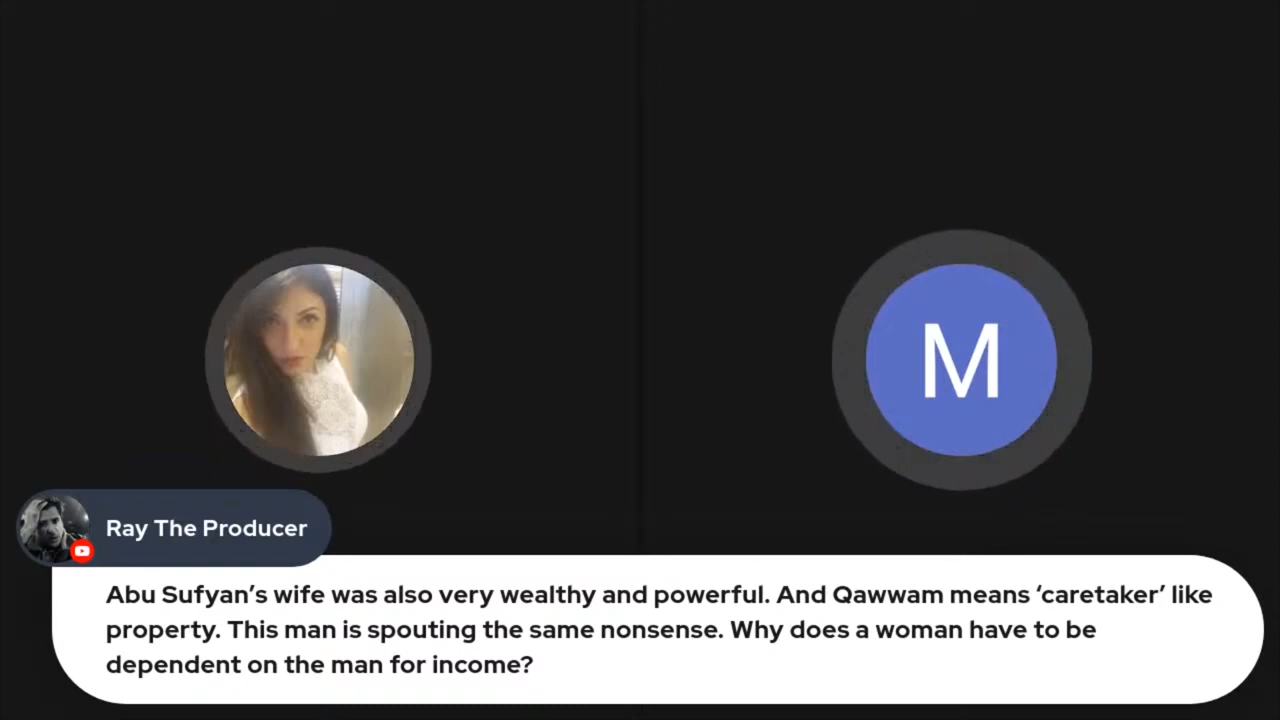 M
Ray The Producer
Abu Sufyan’s wife was also very wealthy and powerful. And Qawwam means ‘caretaker’ like
property. This man is spouting the same nonsense. Why does a woman have to be
dependent on the man for income?